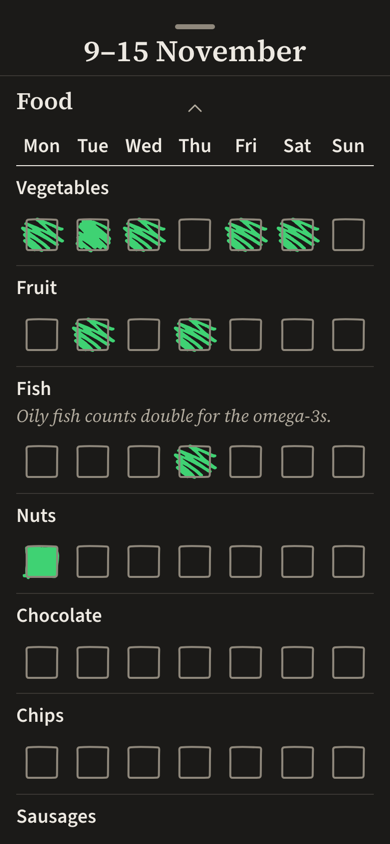 9–15 November
Food
Mon Tue Wed Thu Fri Sat Sun
Vegetables
Fruit
Fish
Oily fish counts double for the omega-3s.
Nuts
Chocolate
Chips
Sausages